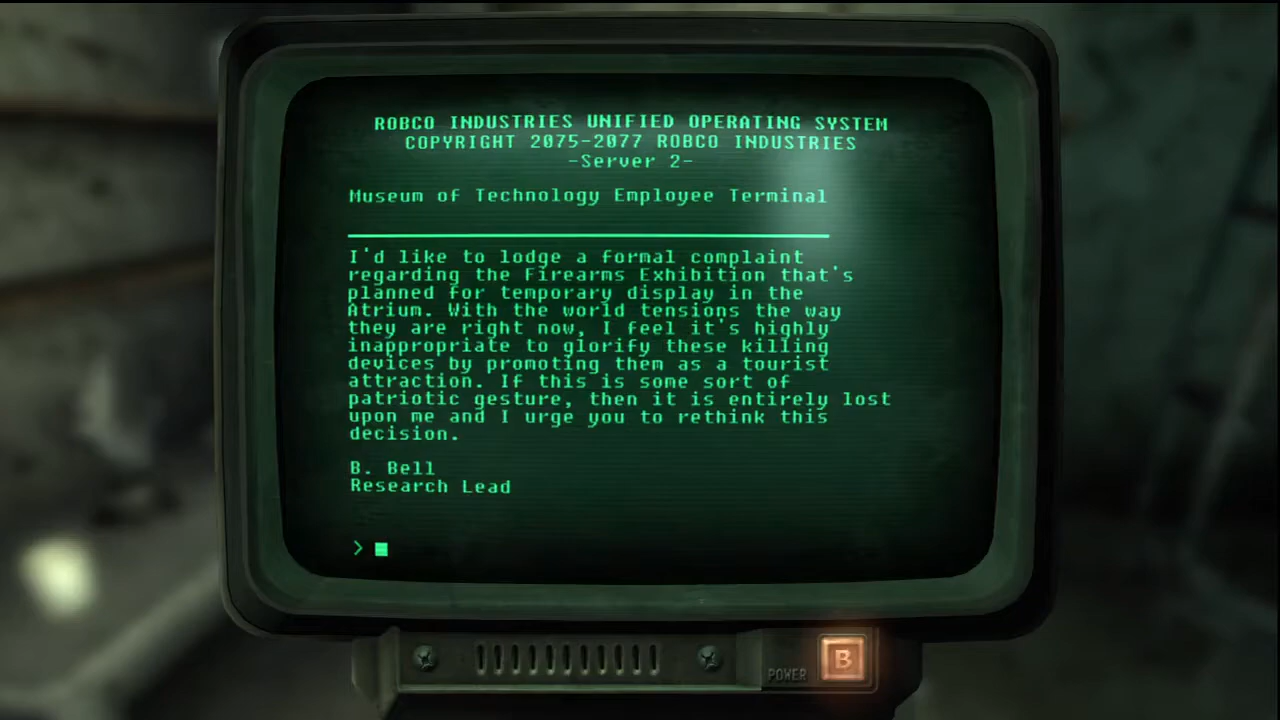 ROBCO INDUSTRIES UNIFIED OPERATING SYSTEM
COPYRIGHT 2075-2077 ROBCO INDUSTRIES
-Server 2-
Museum of Technology Employee Terminal
I'd like to lodge a formal complaint
regarding the Firearms Exhibition that's
planned for temporary display in the
Atrium. With the world tensions the way
they are right now, I feel it's highly
inappropriate to glorify these killing
devices by promoting them as a tourist
attraction. If this is some sort of
patriotic gesture, then it is entirely lost
upon me and I urge you to rethink this
decision.
B. Bell
Research Lead
>
POWER B